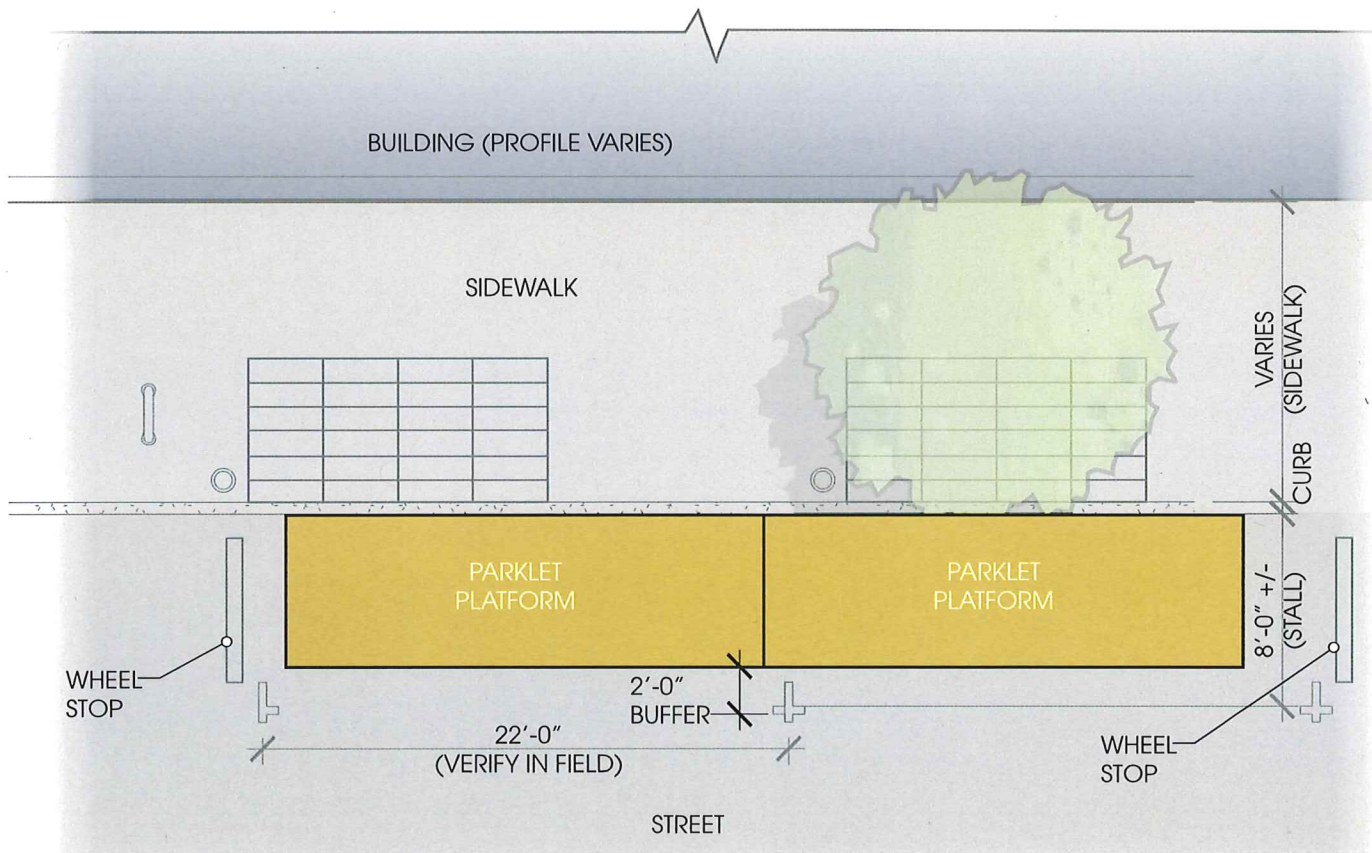 BUILDING (PROFILE VARIES)
SIDEWALK
VARIES
(SIDEWALK)
CURB
PARKLET
PLATFORM
PARKLET
PLATFORM
8'-0" +/-
(STALL)
WHEEL
STOP
2'-0"
BUFFER
22'-0"
(VERIFY IN FIELD)
WHEEL
STOP
STREET